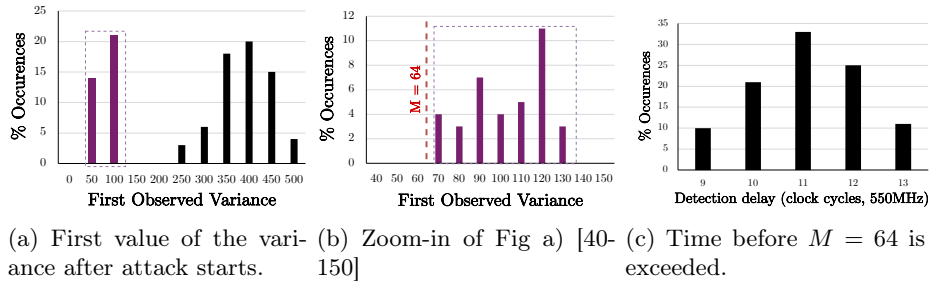 25
20
15
10
5
0
% Occurences
0 50 100 150 200 250 300 350 400 450 500
First Observed Variance
12
10
8
6
4
2
0
% Occurences
M = 64
40 50 60 70 80 90 100 110 120 130 140 150
First Observed Variance
35
30
25
20
15
10
5
0
% Occurences
9 10 11 12 13
Detection delay (clock cycles, 550MHz)
(a) First value of the vari-
ance after attack starts.
(b) Zoom-in of Fig a) [40-
150]
(c) Time before M = 64 is
exceeded.